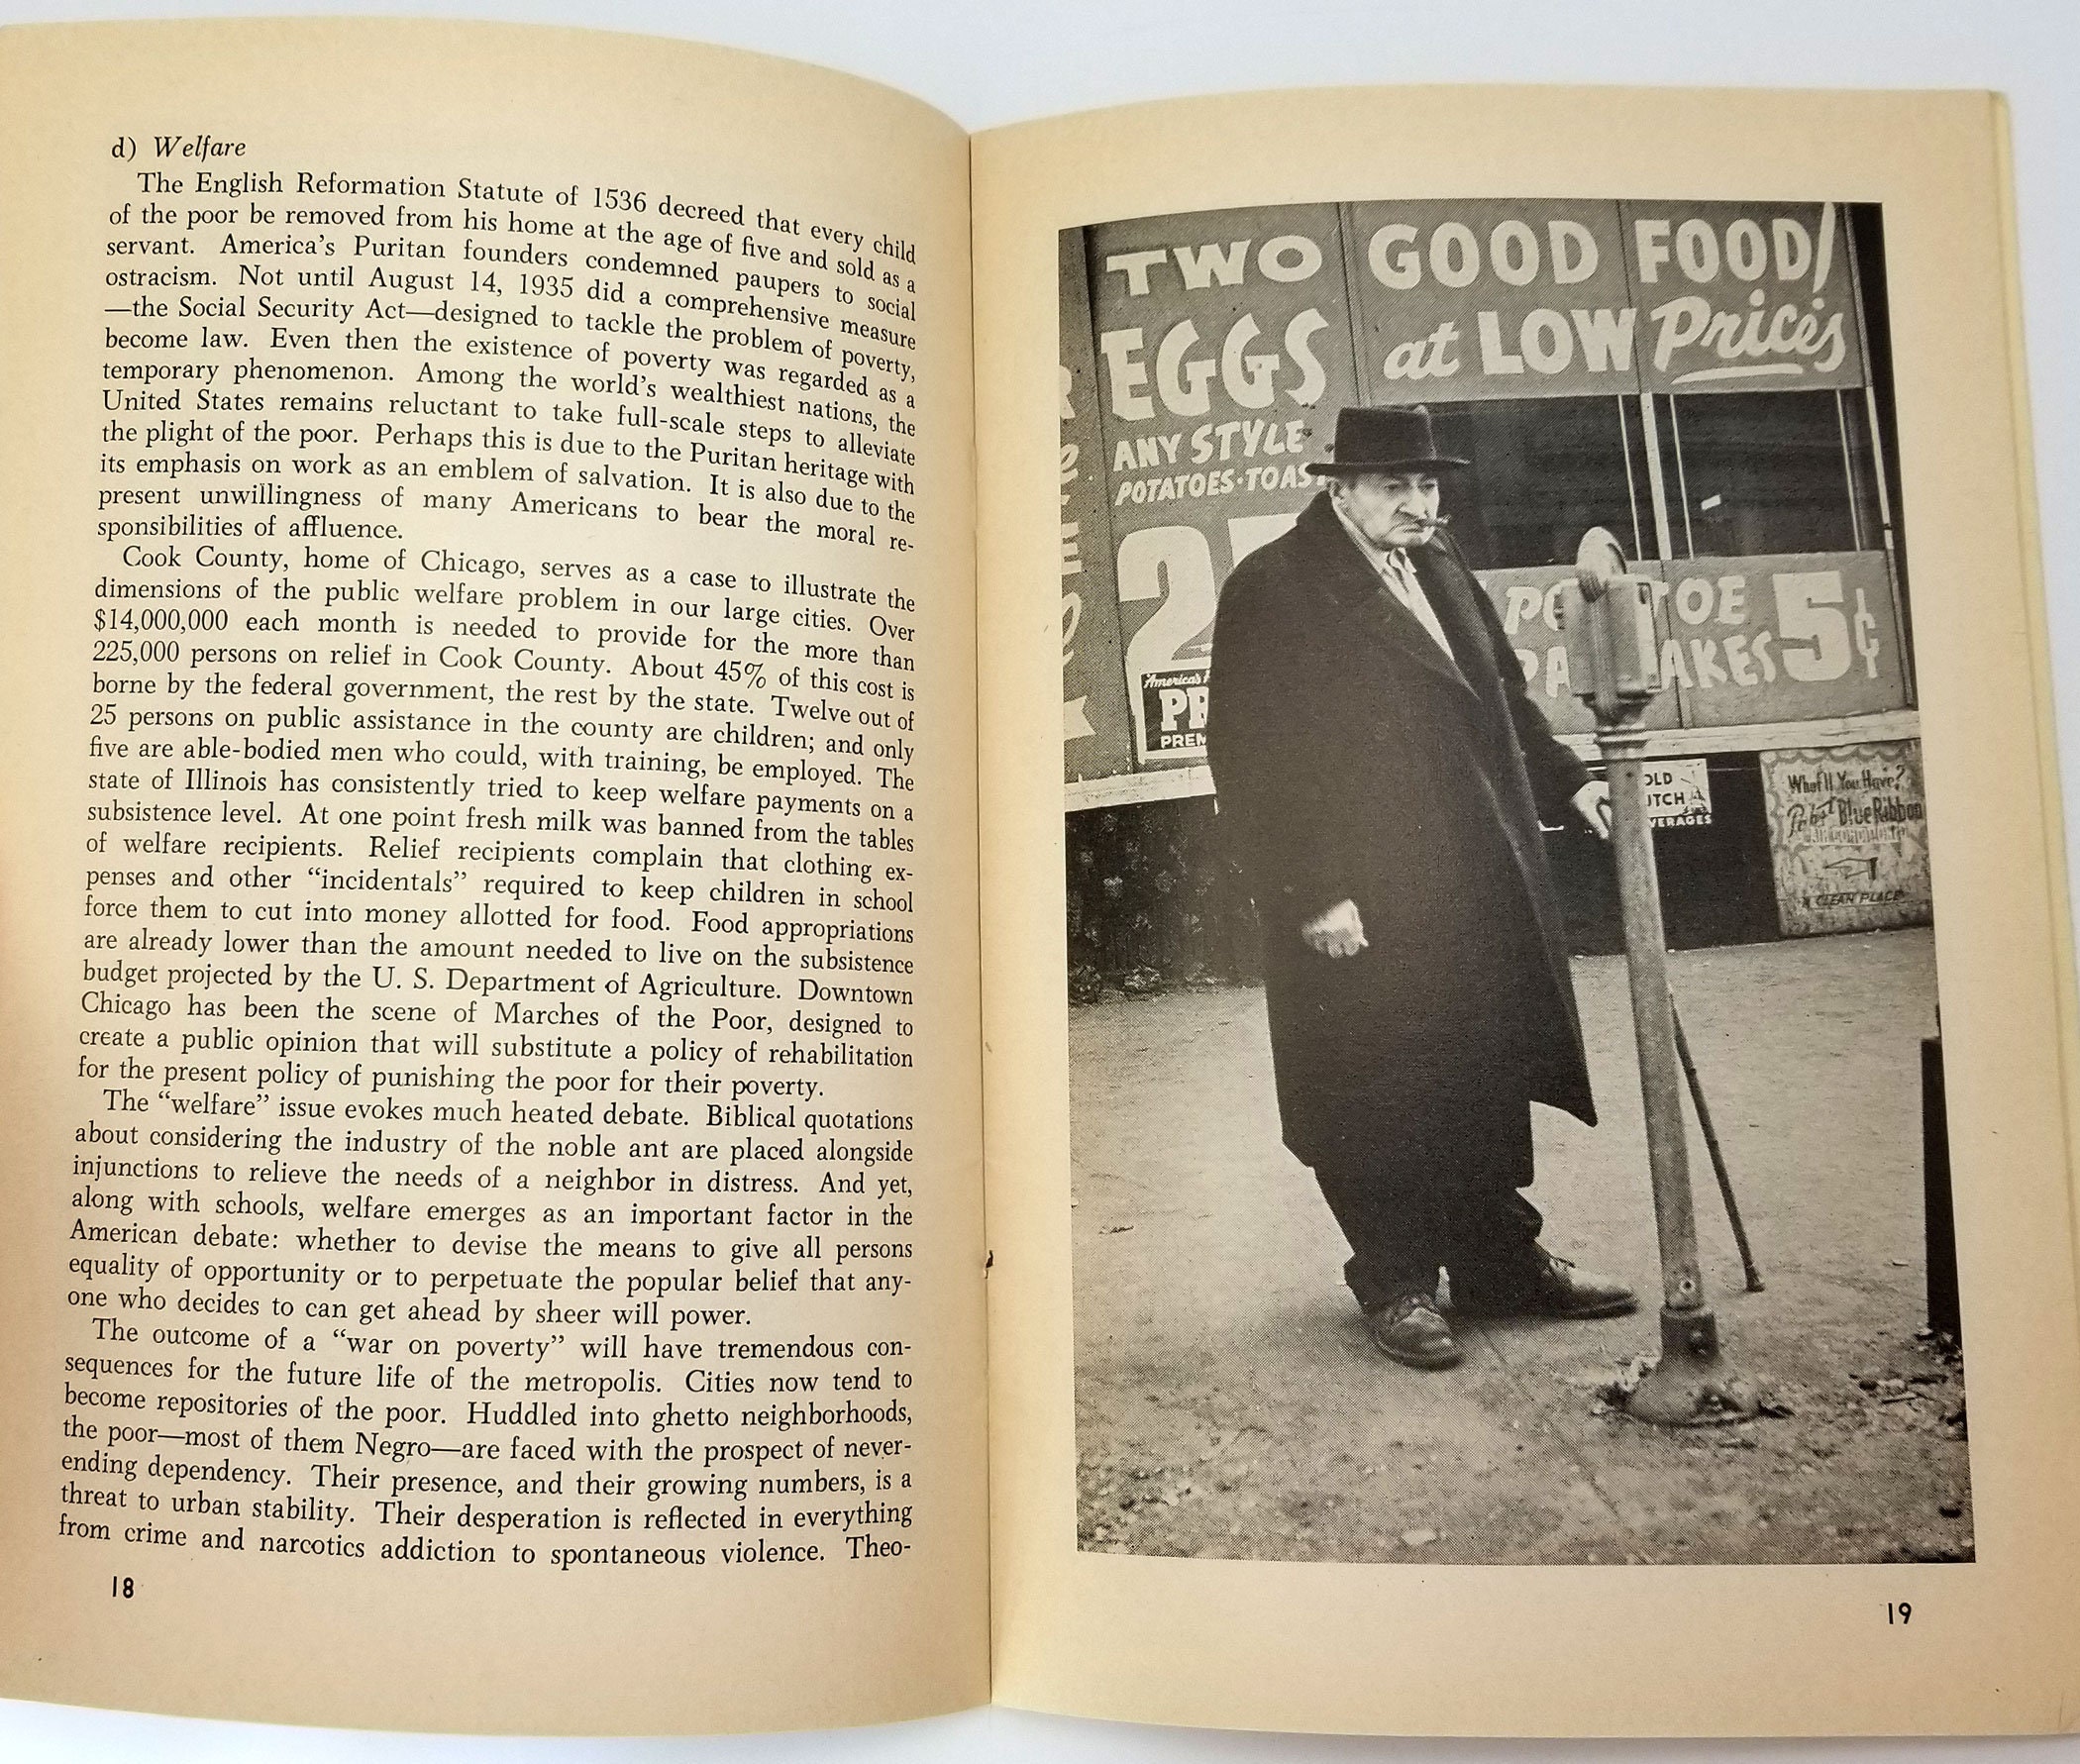 d) Welfare
The English Reformation Statute of 1536 decreed that every child
of the poor be removed from his home at the age of five and sold as a
servant. America's Puritan founders condemned paupers to social
ostracism. Not until August 14, 1935 did a comprehensive measure
—the Social Security Act—designed to tackle the problem of poverty,
become law. Even then the existence of poverty was regarded as a
temporary phenomenon. Among the world's wealthiest nations, the
United States remains reluctant to take full-scale steps to alleviate
the plight of the poor. Perhaps this is due to the Puritan heritage with
its emphasis on work as an emblem of salvation. It is also due to the
present unwillingness of many Americans to bear the moral re-
sponsibilities of affluence.
Cook County, home of Chicago, serves as a case to illustrate the
dimensions of the public welfare problem in our large cities. Over
$14,000,000 each month is needed to provide for the more than
225,000 persons on relief in Cook County. About 45% of this cost is
borne by the federal government, the rest by the state. Twelve out of
25 persons on public assistance in the county are children; and only
five are able-bodied men who could, with training, be employed. The
state of Illinois has consistently tried to keep welfare payments on a
subsistence level. At one point fresh milk was banned from the tables
of welfare recipients. Relief recipients complain that clothing ex-
penses and other “incidentals” required to keep children in school
force them to cut into money allotted for food. Food appropriations
are already lower than the amount needed to live on the subsistence
budget projected by the U. S. Department of Agriculture. Downtown
Chicago has been the scene of Marches of the Poor, designed to
create a public opinion that will substitute a policy of rehabilitation
for the present policy of punishing the poor for their poverty.
The “welfare” issue evokes much heated debate. Biblical quotations
about considering the industry of the noble ant are placed alongside
injunctions to relieve the needs of a neighbor in distress. And yet,
along with schools, welfare emerges as an important factor in the
American debate: whether to devise the means to give all persons
equality of opportunity or to perpetuate the popular belief that any-
one who decides to can get ahead by sheer will power.
The outcome of a “war on poverty” will have tremendous con-
sequences for the future life of the metropolis. Cities now tend to
become repositories of the poor. Huddled into ghetto neighborhoods,
the poor—most of them Negro—are faced with the prospect of never-
ending dependency. Their presence, and their growing numbers, is a
threat to urban stability. Their desperation is reflected in everything
from crime and narcotics addiction to spontaneous violence. Theo-
18
TWO
EGGS
ANY STYLE
POTATOES·TOAST
2
GOOD FOOD!
at LOW Prices
TOE
AKES
5¢
America's
PR
PREM
OLD
VERAGES
What'll You Have?
Pabst Blue Ribbon
A CLEAN PLACE
19